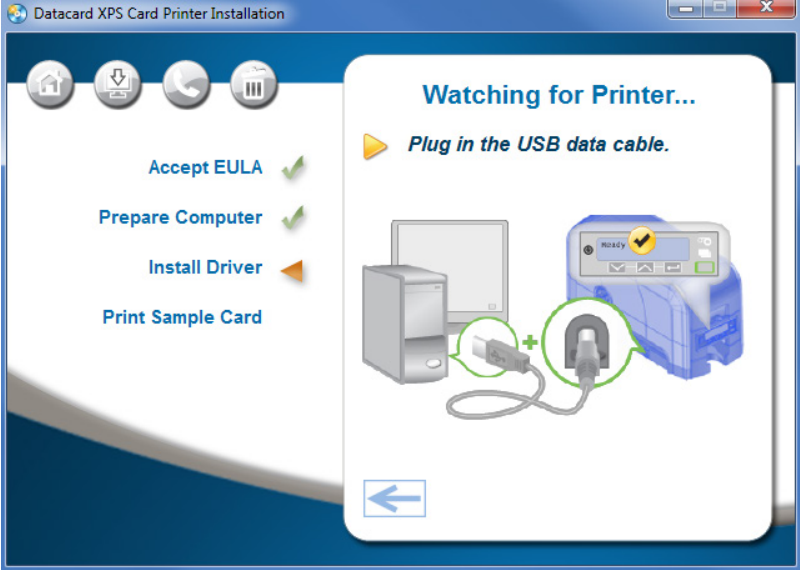 Datacard XPS Card Printer Installation
Watching for Printer...
Plug in the USB data cable.
Accept EULA
Prepare Computer
Install Driver
Print Sample Card
Ready